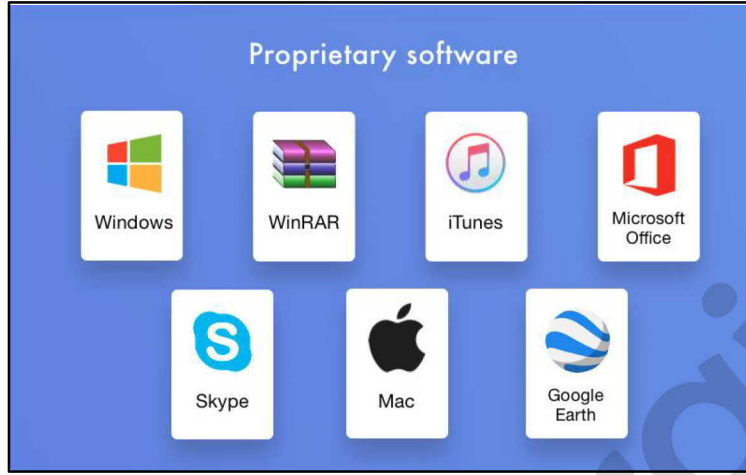 Proprietary software
Windows
WinRAR
iTunes
Microsoft
Office
Skype
Mac
Google
Earth